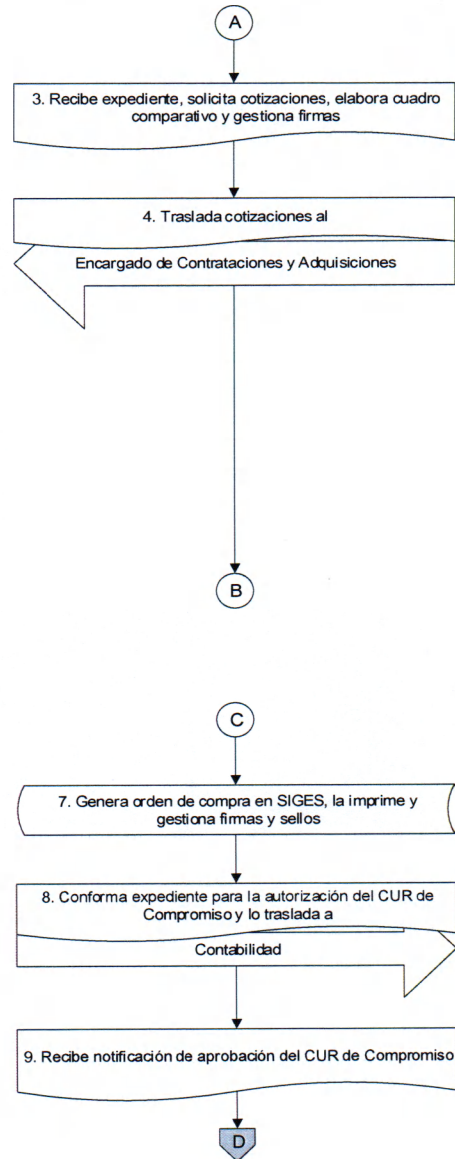 A
3. Recibe expediente, solicita cotizaciones, elabora cuadro
comparativo y gestiona firmas
4. Traslada cotizaciones al
Encargado de Contrataciones y Adquisiciones
B
C
7. Genera orden de compra en SIGES, la imprime y
gestiona firmas y sellos
8. Conforma expediente para la autorización del CUR de
Compromiso y lo traslada a
Contabilidad
9. Recibe notificación de aprobación del CUR de Compromiso
D